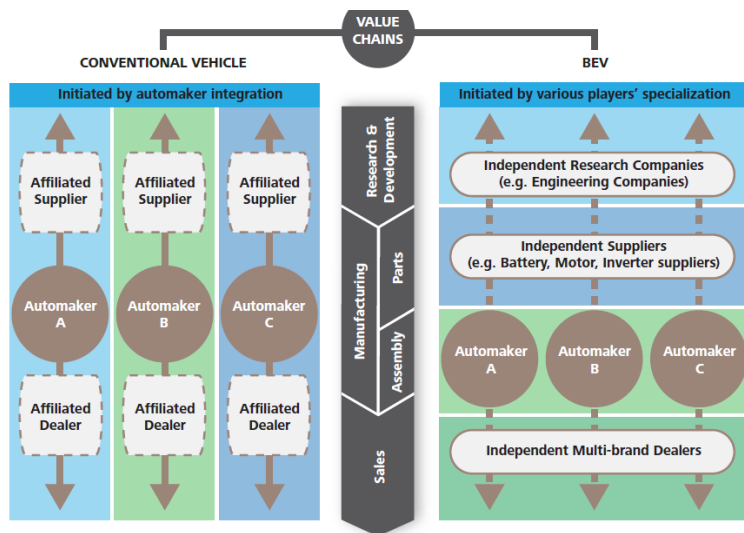 VALUE
CHAINS
CONVENTIONAL VEHICLE
BEV
Initiated by automaker integration
Affiliated
Supplier
Affiliated
Supplier
Affiliated
Supplier
Automaker
A
Automaker
B
Automaker
C
Affiliated
Dealer
Affiliated
Dealer
Affiliated
Dealer
Research &
Development
Manufacturing
Parts
Assembly
Sales
Initiated by various players' specialization
Independent Research Companies
(e.g. Engineering Companies)
Independent Suppliers
(e.g. Battery, Motor, Inverter suppliers)
Automaker
A
Automaker
B
Automaker
C
Independent Multi-brand Dealers